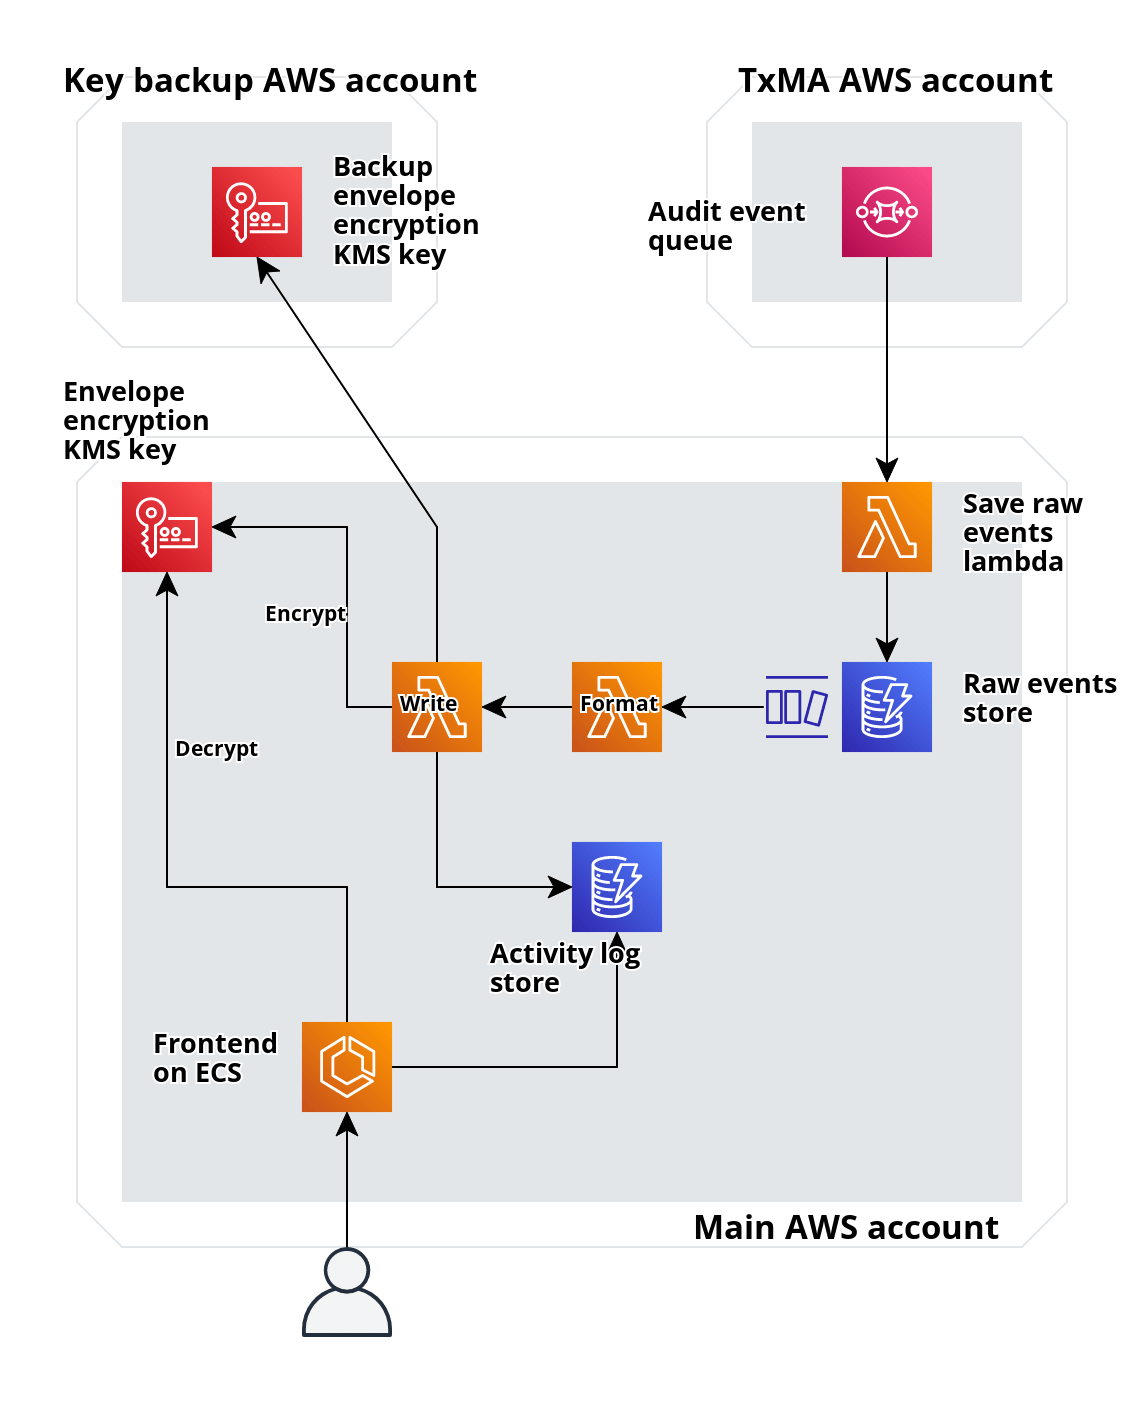 Key backup AWS account
TxMA AWS account
Backup
envelope
encryption
KMS key
Audit event
queue
Envelope
encryption
KMS key
Save raw
events
lambda
Encrypt
Write
Format
Raw events
store
Decrypt
Activity log
store
Frontend
on ECS
Main AWS account